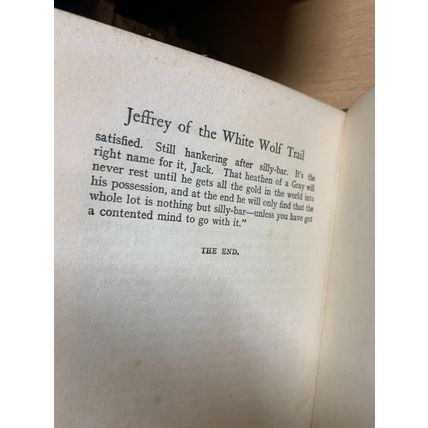 Jeffrey of the White Wolf Trail
satisfied. Still hankering after silly-bar. It's the
right name for it, Jack. That heathen of a Gray will
never rest until he gets all the gold in the world into
his possession, and at the end he will only find that the
whole lot is nothing but silly-bar—unless you have got
a contented mind to go with it."
THE END.